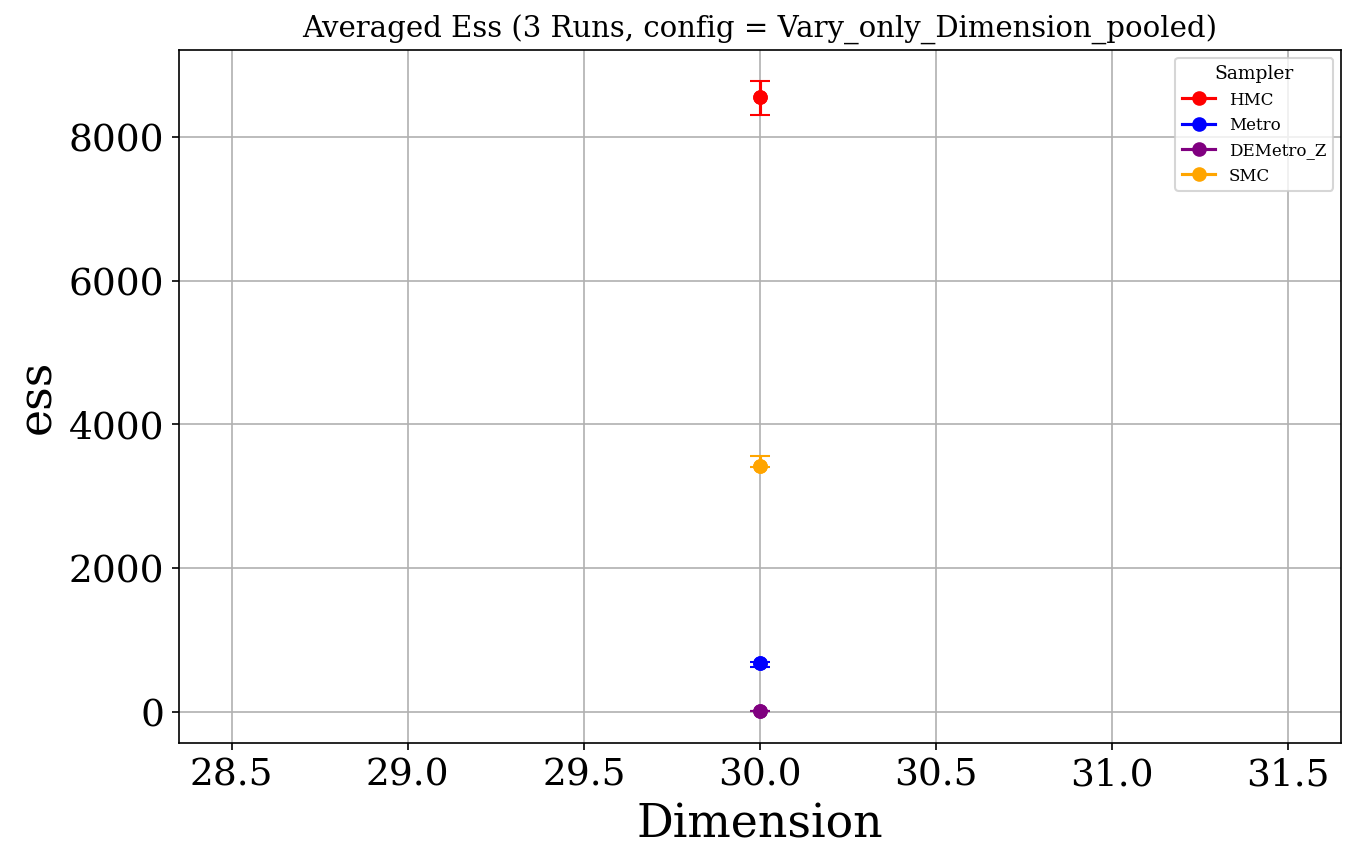 Averaged Ess (3 Runs, config = Vary_only_Dimension_pooled)
Sampler
HMC
Metro
DEMetro_Z
SMC
ess
8000
6000
4000
2000
0
28.5 29.0 29.5 30.0 30.5 31.0 31.5
Dimension